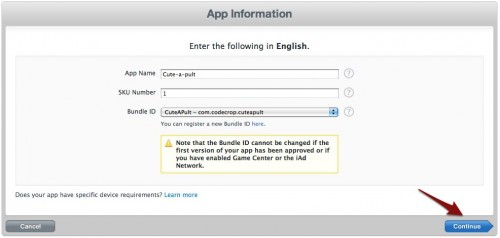 App Information
Enter the following in English.
App Name Cute-a-pult ?
SKU Number 1 ?
Bundle ID CuteAPult - com.codecrop.cuteapult ?
You can register a new Bundle ID here.
Note that the Bundle ID cannot be changed if the
first version of your app has been approved or if
you have enabled Game Center or the iAd
Network.
Does your app have specific device requirements? Learn more
Cancel Continue